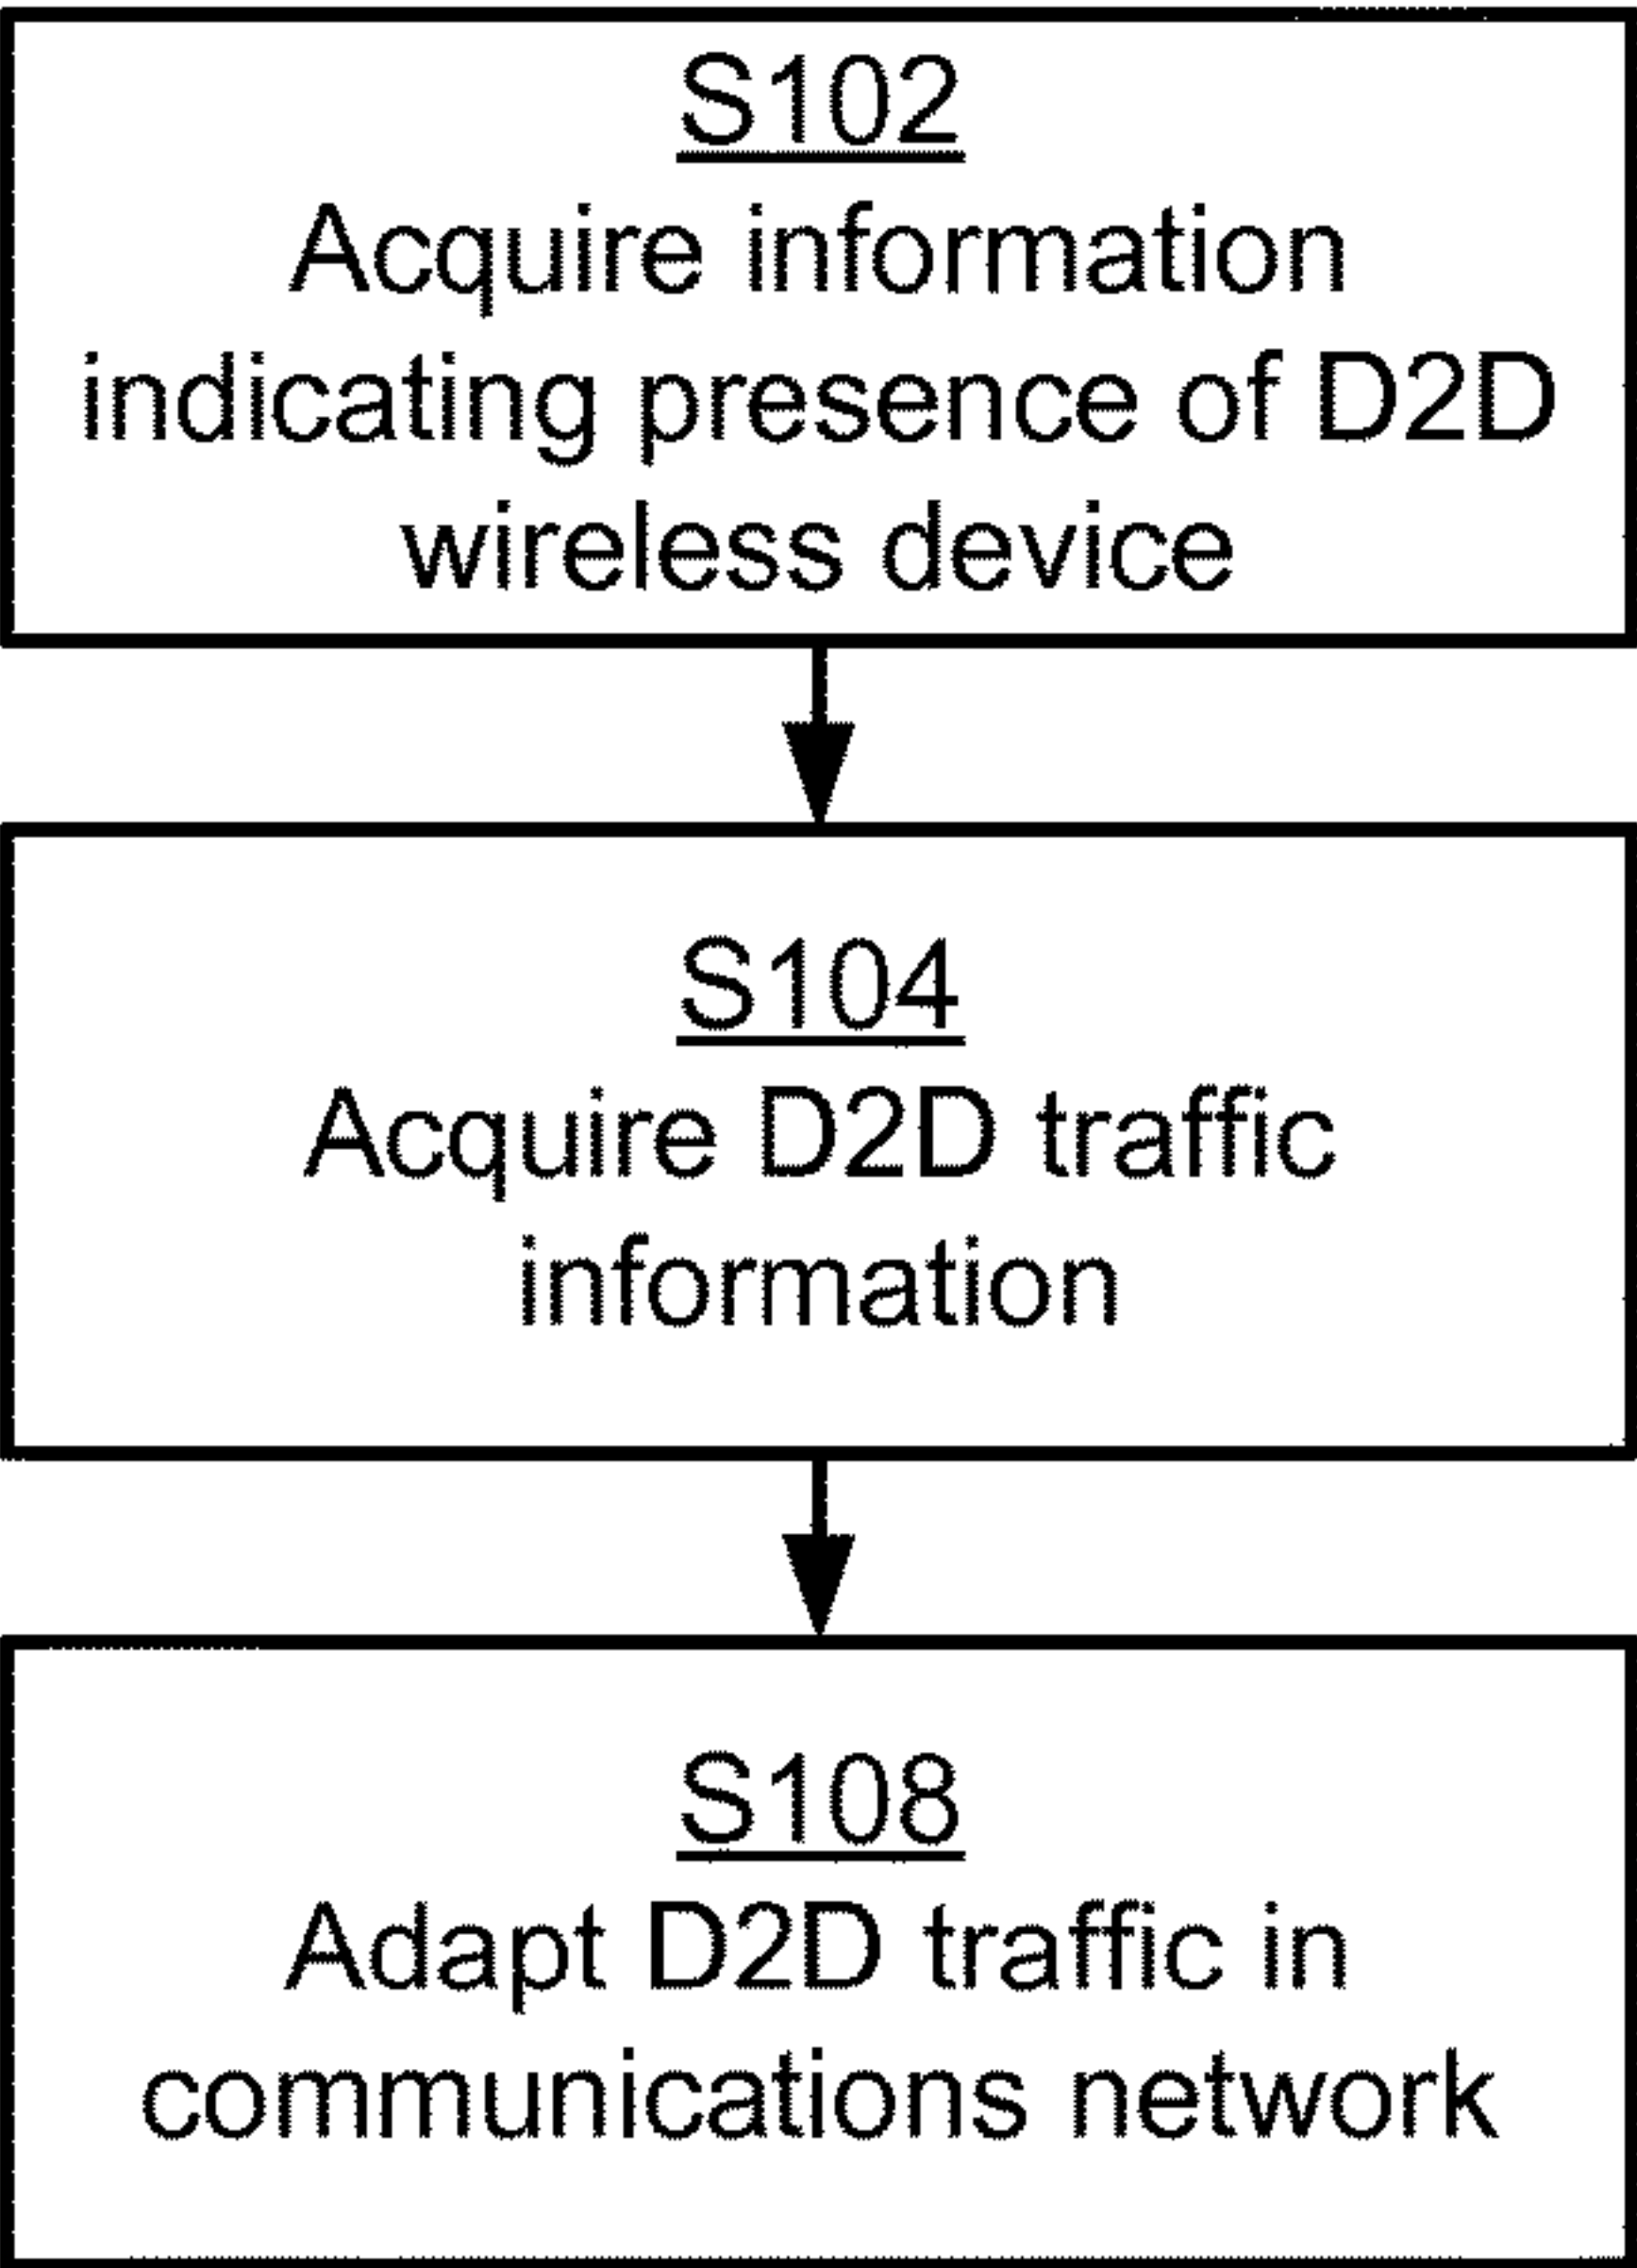 S102
Acquire information
indicating presence of D2D
wireless device
S104
Acquire D2D traffic
information
S108
Adapt D2D traffic in
communications network